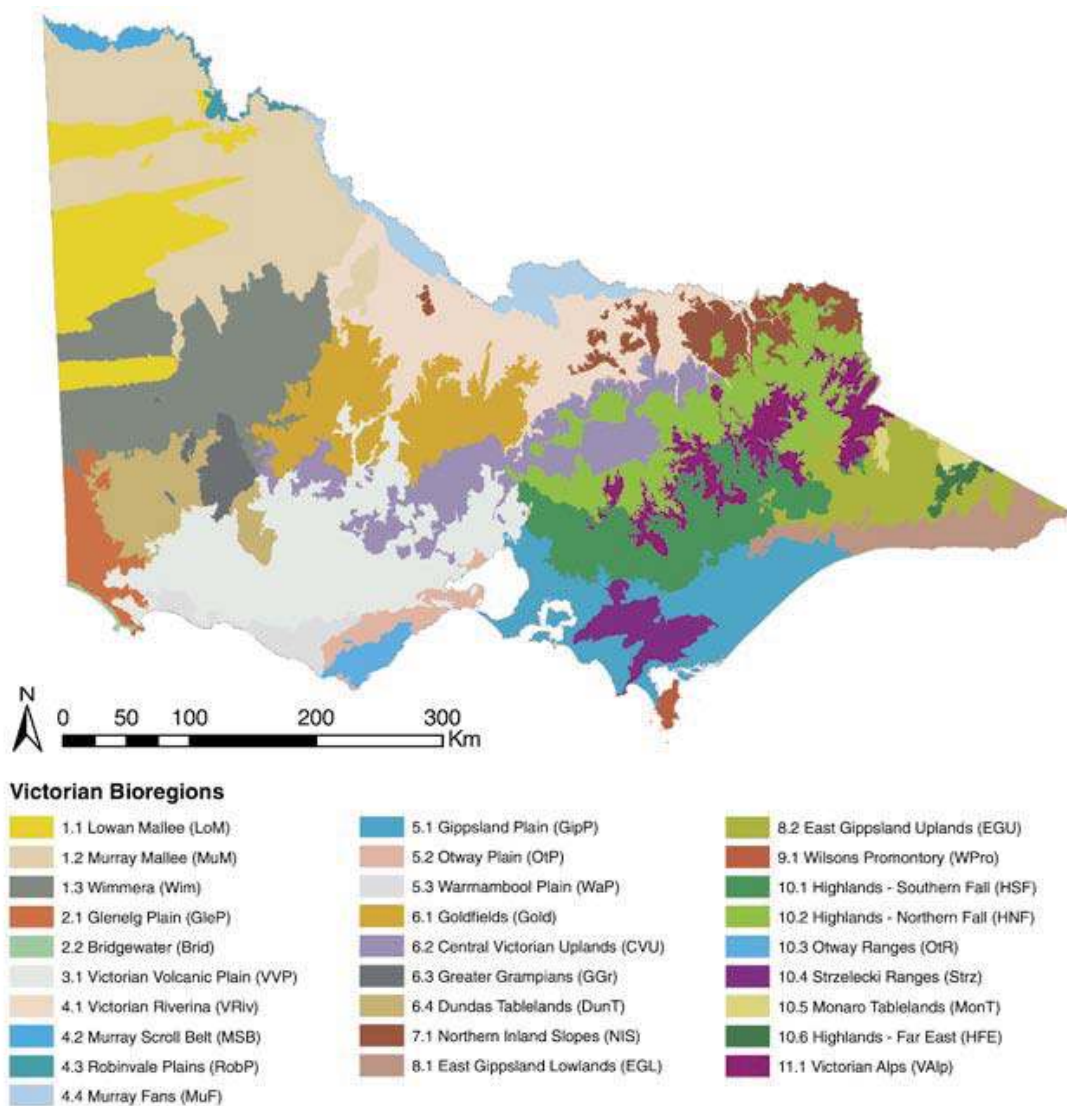 N
0 50 100 200 300
Km
Victorian Bioregions
1.1 Lowan Mallee (LoM)
1.2 Murray Mallee (MuM)
1.3 Wimmera (Wim)
2.1 Glenelg Plain (GleP)
2.2 Bridgewater (Brid)
3.1 Victorian Volcanic Plain (VVP)
4.1 Victorian Riverina (VRiv)
4.2 Murray Scroll Belt (MSB)
4.3 Robinvale Plains (RobP)
4.4 Murray Fans (MuF)
5.1 Gippsland Plain (GipP)
5.2 Otway Plain (OtP)
5.3 Warrnambool Plain (WaP)
6.1 Goldfields (Gold)
6.2 Central Victorian Uplands (CVU)
6.3 Greater Grampians (GGr)
6.4 Dundas Tablelands (DunT)
7.1 Northern Inland Slopes (NIS)
8.1 East Gippsland Lowlands (EGL)
8.2 East Gippsland Uplands (EGU)
9.1 Wilsons Promontory (WPro)
10.1 Highlands - Southern Fall (HSF)
10.2 Highlands - Northern Fall (HNF)
10.3 Otway Ranges (OtR)
10.4 Strzelecki Ranges (Strz)
10.5 Monaro Tablelands (MonT)
10.6 Highlands - Far East (HFE)
11.1 Victorian Alps (VAlp)